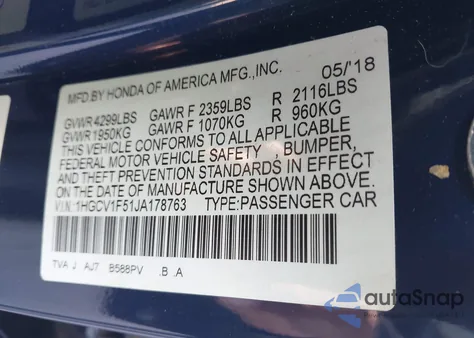 MFD.BY HONDA OF AMERICA MFG.,INC. 05/'18
GVWR 4299LBS GAWR F 2359LBS R 2116LBS
GVWR 1950KG GAWR F 1070KG R 960KG
THIS VEHICLE CONFORMS TO ALL APPLICABLE
FEDERAL MOTOR VEHICLE SAFETY , BUMPER,
AND THEFT PREVENTION STANDARDS IN EFFECT
ON THE DATE OF MANUFACTURE SHOWN ABOVE.
V.I.N:1HGCV1F51JA178763 TYPE:PASSENGER CAR
TVA J AJ7 B588PV .B .A
autoSnap